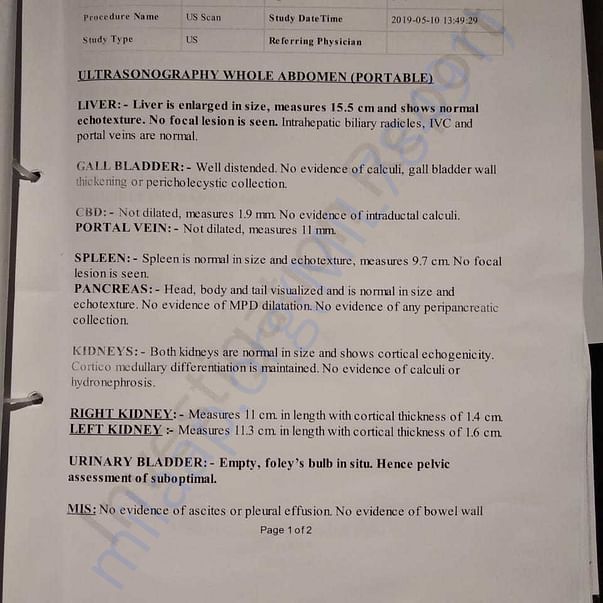 Procedure Name US Scan Study DateTime 2019-05-10 13:49:29
Study Type US Referring Physician
ULTRASONOGRAPHY WHOLE ABDOMEN (PORTABLE)
LIVER: - Liver is enlarged in size, measures 15.5 cm and shows normal
echotexture. No focal lesion is seen. Intrahepatic biliary radicles, IVC and
portal veins are normal.
GALL BLADDER: - Well distended. No evidence of calculi, gall bladder wall
thickening or pericholecystic collection.
CBD: - Not dilated, measures 1.9 mm. No evidence of intraductal calculi.
PORTAL VEIN: - Not dilated, measures 11 mm.
SPLEEN: - Spleen is normal in size and echotexture, measures 9.7 cm. No focal
lesion is seen.
PANCREAS: - Head, body and tail visualized and is normal in size and
echotexture. No evidence of MPD dilatation. No evidence of any peripancreatic
collection.
KIDNEYS: - Both kidneys are normal in size and shows cortical echogenicity.
Cortico medullary differentiation is maintained. No evidence of calculi or
hydronephrosis.
RIGHT KIDNEY: - Measures 11 cm. in length with cortical thickness of 1.4 cm.
LEFT KIDNEY :- Measures 11.3 cm. in length with cortical thickness of 1.6 cm.
URINARY BLADDER: - Empty, foley's bulb in situ. Hence pelvic
assessment of suboptimal.
MIS: No evidence of ascites or pleural effusion. No evidence of bowel wall
Page 1 of 2